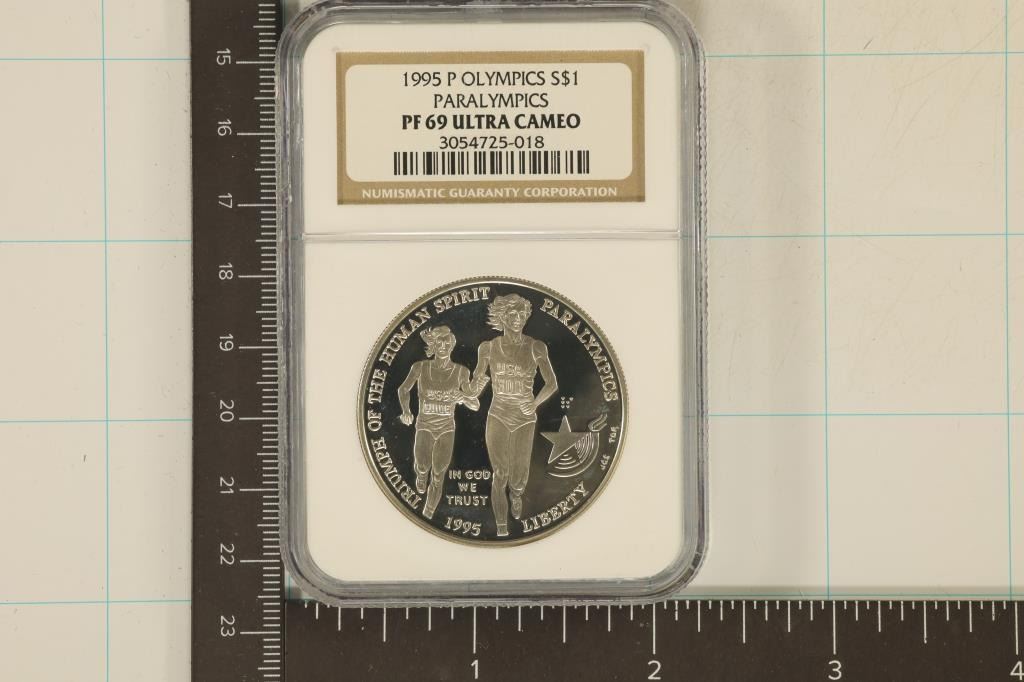 1995 P OLYMPICS S$1
PARALYMPICS
PF 69 ULTRA CAMEO
3054725-018
NUMISMATIC GUARANTY CORPORATION
TRIUMPH OF THE HUMAN SPIRIT
PARALYMPICS
USA
IN GOD
WE
TRUST
1995
LIBERTY
15
16
17
18
19
20
21
22
23
1
2
3
4